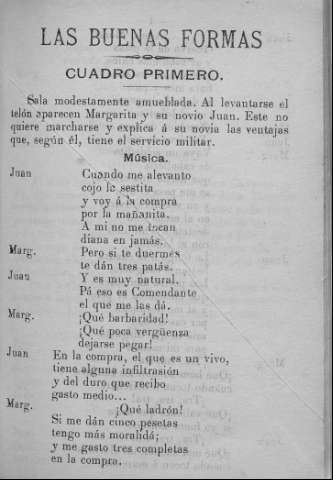 LAS BUENAS FORMAS
CUADRO PRIMERO.
Sala modestamente amueblada. Al levantarse el
telón aparecen Margarita y su novio Juan. Este no
quiere marcharse y explica á su novia las ventajas
que, según él, tiene el servicio militar.
Música.
Juan Cuando me alevanto
cojo la sestita
y voy á la compra
por la mañanita.
A mi no me tocan
diana en jamás.
Marg. Pero si te duermes
te dán tres patás.
Juan Y es muy natural.
Pá eso es Comendante
el que me las dá.
Marg. ¡Qué barbaridad!
¡Qué poca vergüenza
dejarse pegar!
Juan En la compra, el que es un vivo,
tiene alguna infiltrasión
y del duro que recibo
gasto medio...
Marg. ¡Qué ladrón!
Si me dán cinco pesetas
tengo más moralidá;
y me gasto tres completas
en la compra.